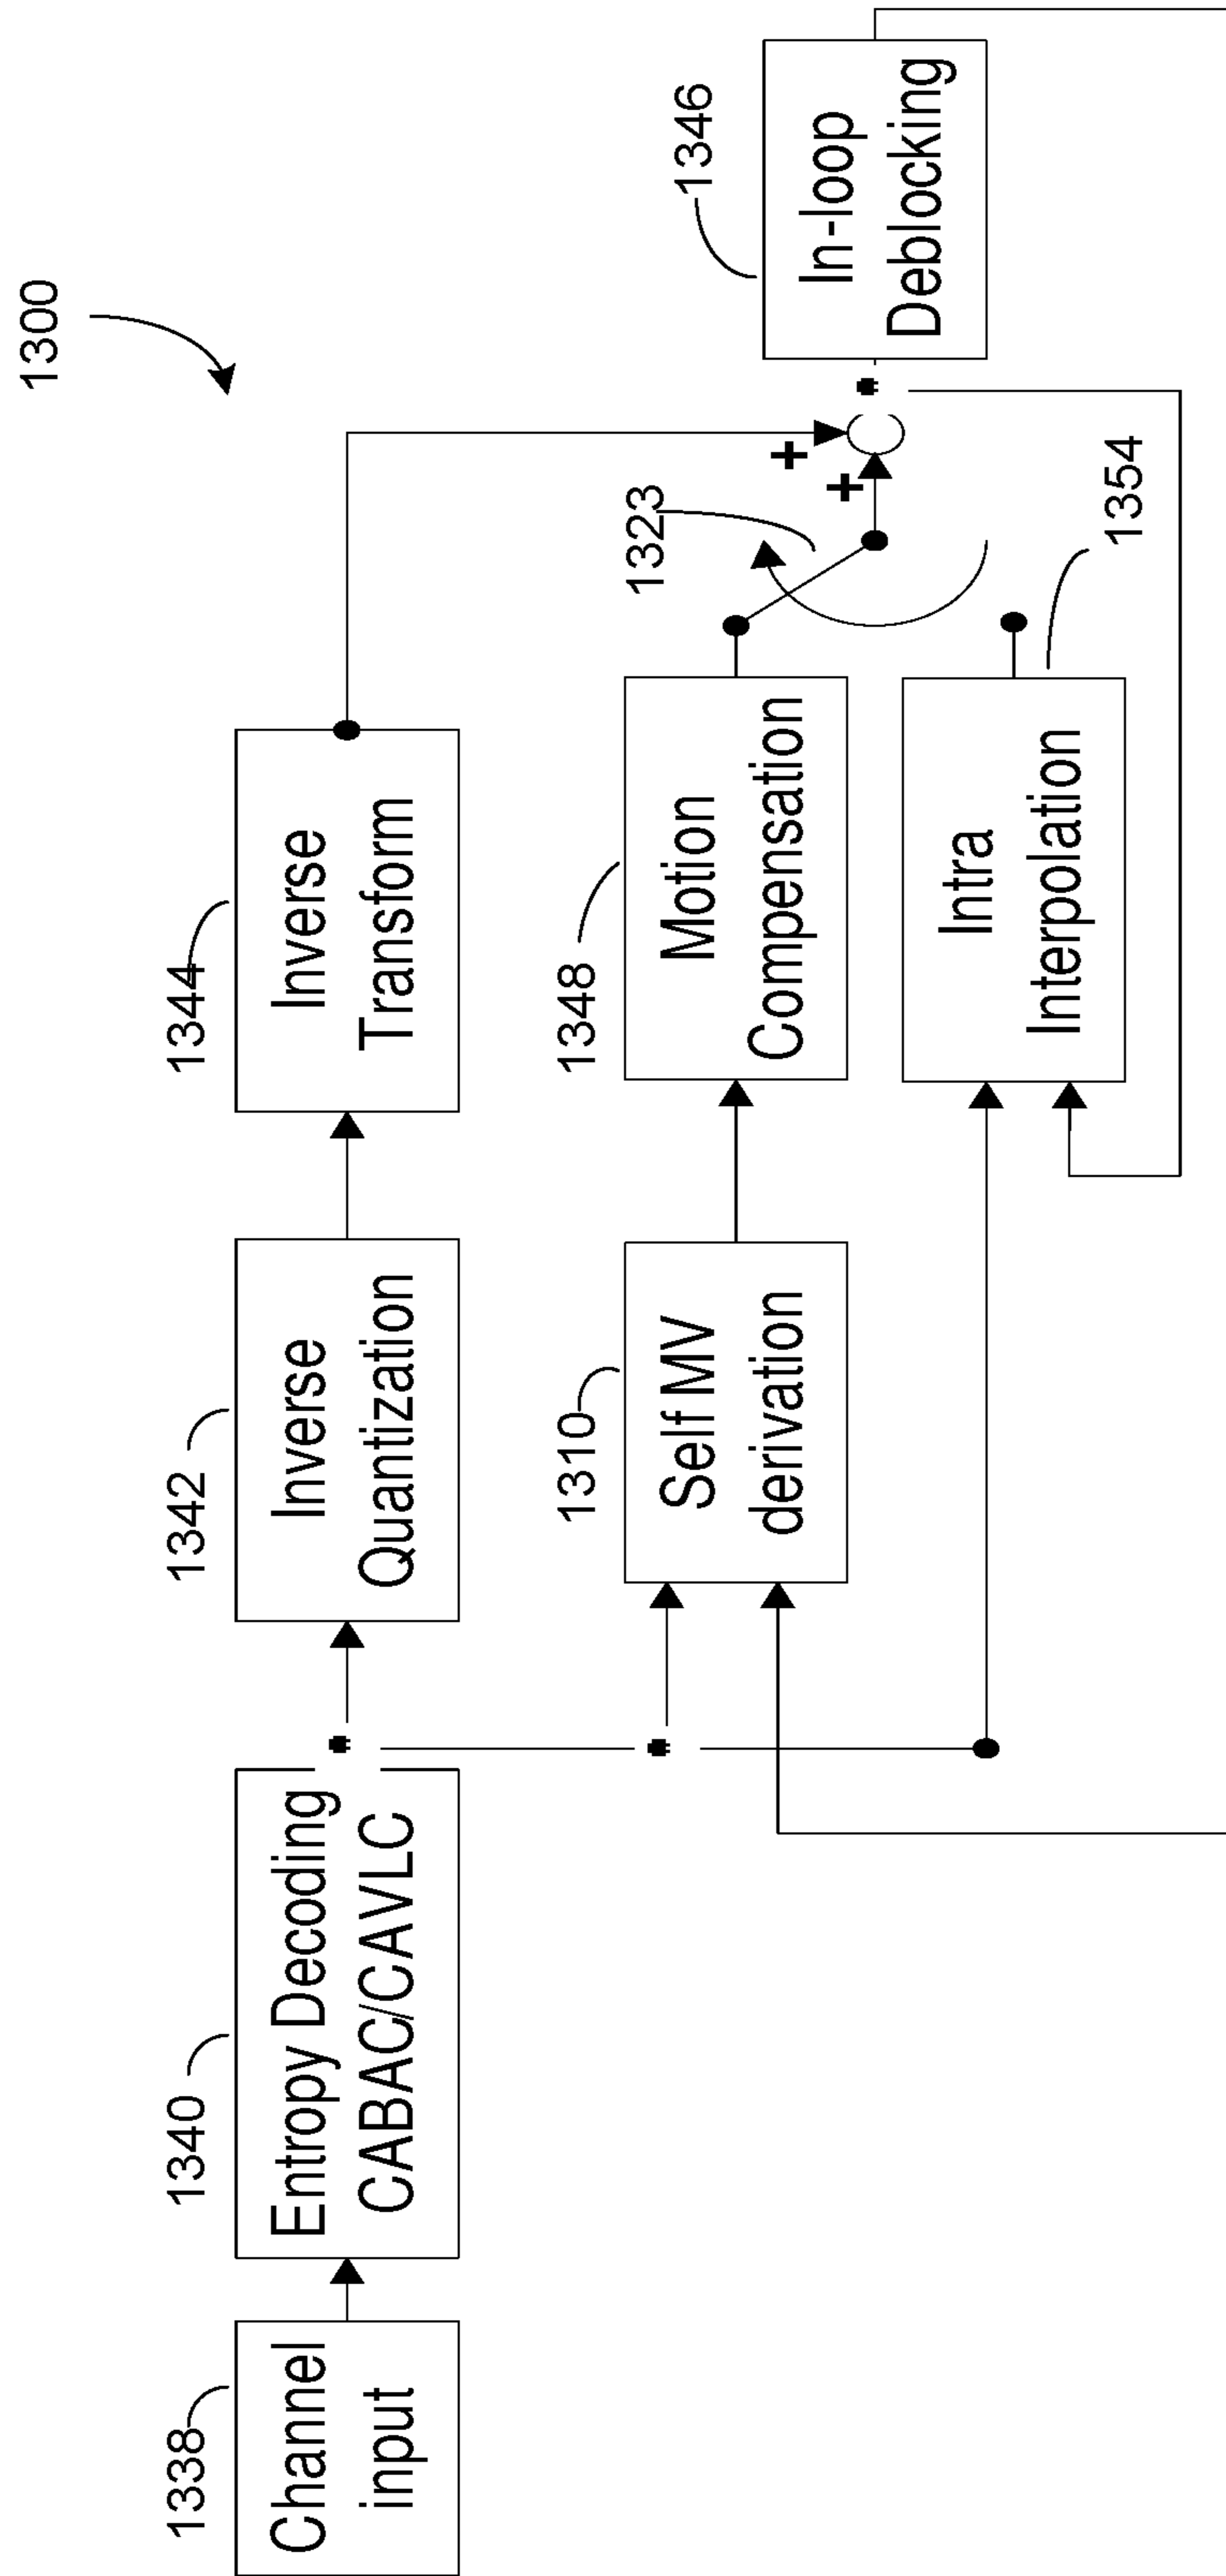 1300
1338
Channel
input
1340
Entropy Decoding
CABAC/CAVLC
1342
Inverse
Quantization
1344
Inverse
Transform
1310
Self MV
derivation
1348
Motion
Compensation
1323
+
+
1346
In-loop
Deblocking
Intra
Interpolation
1354